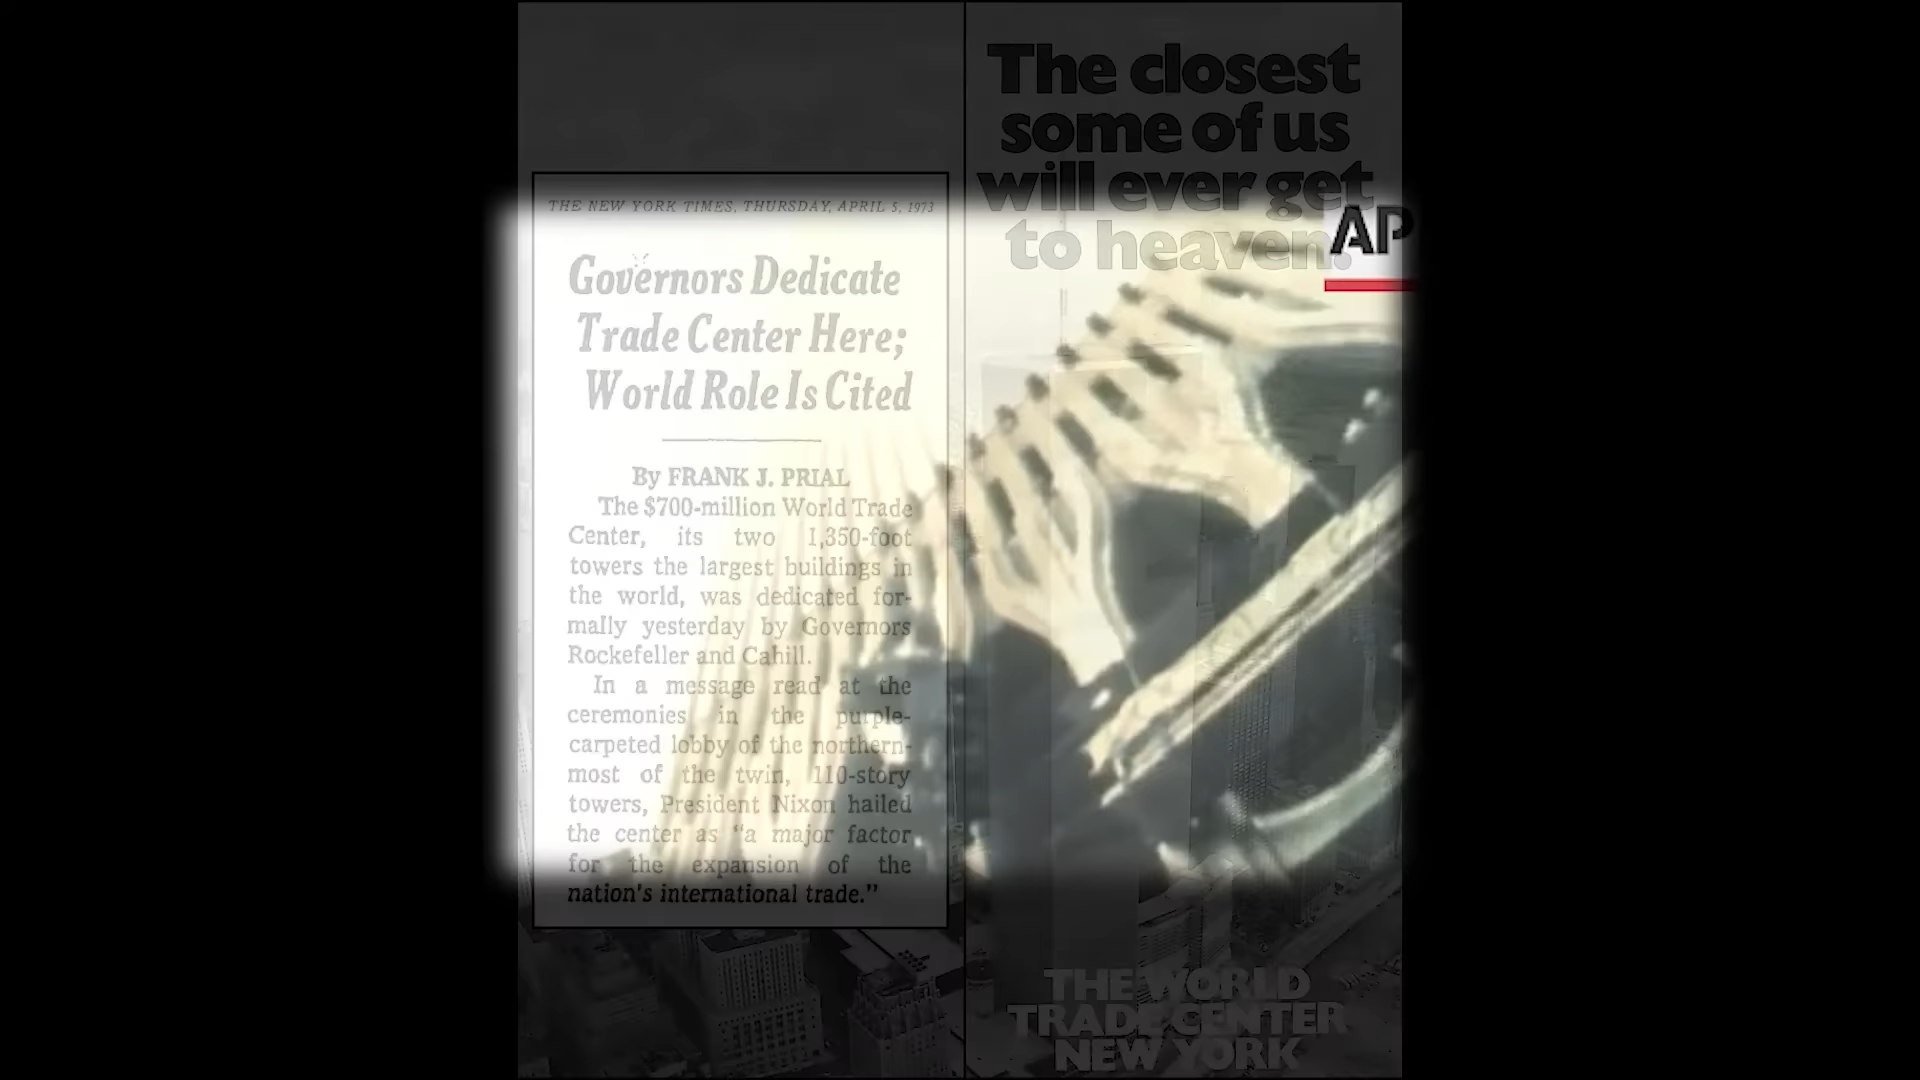 THE NEW YORK TIMES, THURSDAY, APRIL 5, 1973
Governors Dedicate
Trade Center Here;
World Role Is Cited
By FRANK J. PRIAL
The $700-million World Trade
Center, its two 1,350-foot
towers the largest buildings in
the world, was dedicated for-
mally yesterday by Governors
Rockefeller and Cahill.
In a message read at the
ceremonies in the purple-
carpeted lobby of the northern-
most of the twin, 110-story
towers, President Nixon hailed
the center as “a major factor
for the expansion of the
nation's international trade.”
The closest
some of us
will ever get
to heaven.
AP
THE WORLD
TRADE CENTER
NEW YORK